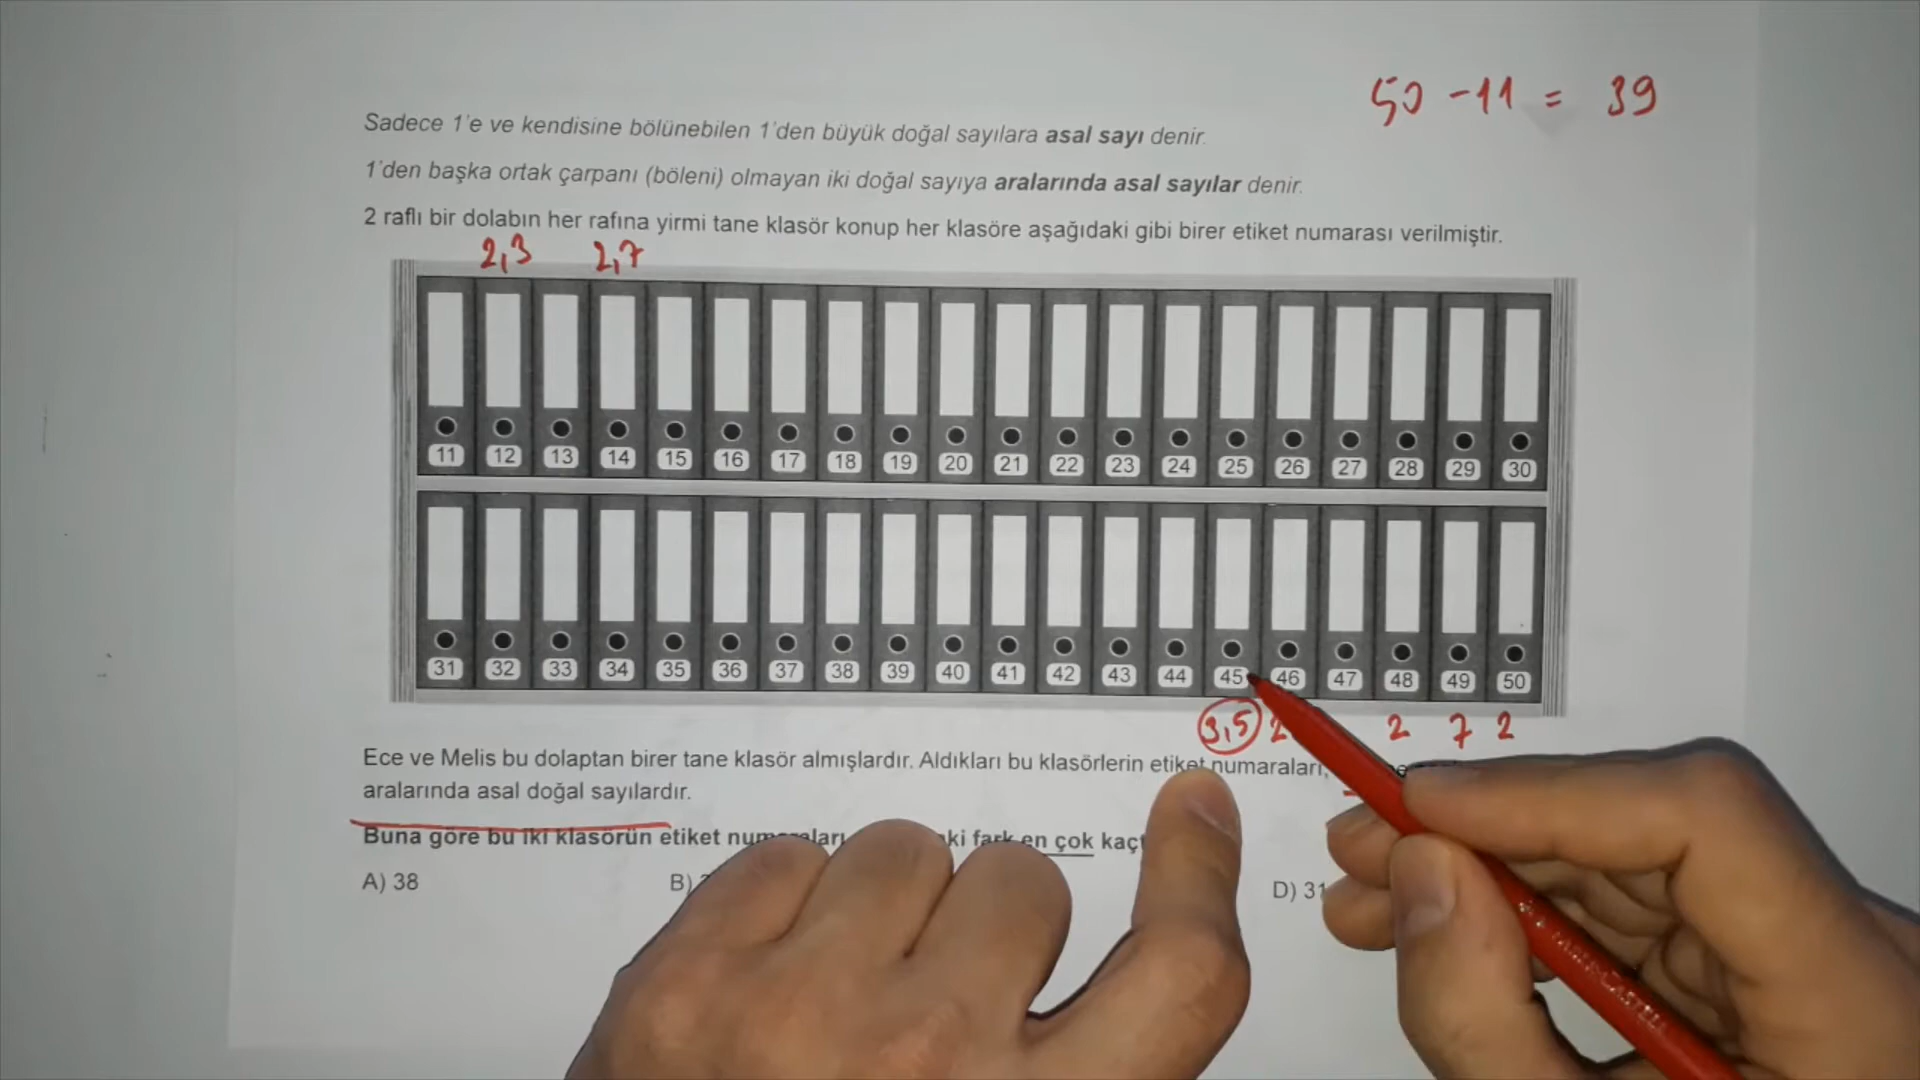 50 - 11 = 39
Sadece 1'e ve kendisine bölünebilen 1'den büyük doğal sayılara asal sayı denir.
1'den başka ortak çarpanı (böleni) olmayan iki doğal sayıya aralarında asal sayılar denir.
2 raflı bir dolabın her rafına yirmi tane klasör konup her klasöre aşağıdaki gibi birer etiket numarası verilmiştir.
2,3 2,7
11 12 13 14 15 16 17 18 19 20 21 22 23 24 25 26 27 28 29 30
31 32 33 34 35 36 37 38 39 40 41 42 43 44 45 46 47 48 49 50
3,5 2 2 7 2
Ece ve Melis bu dolaptan birer tane klasör almışlardır. Aldıkları bu klasörlerin etiket numaraları,
aralarında asal doğal sayılardır.
Buna göre bu iki klasörün etiket fark en çok
A) 38 B) D) 31